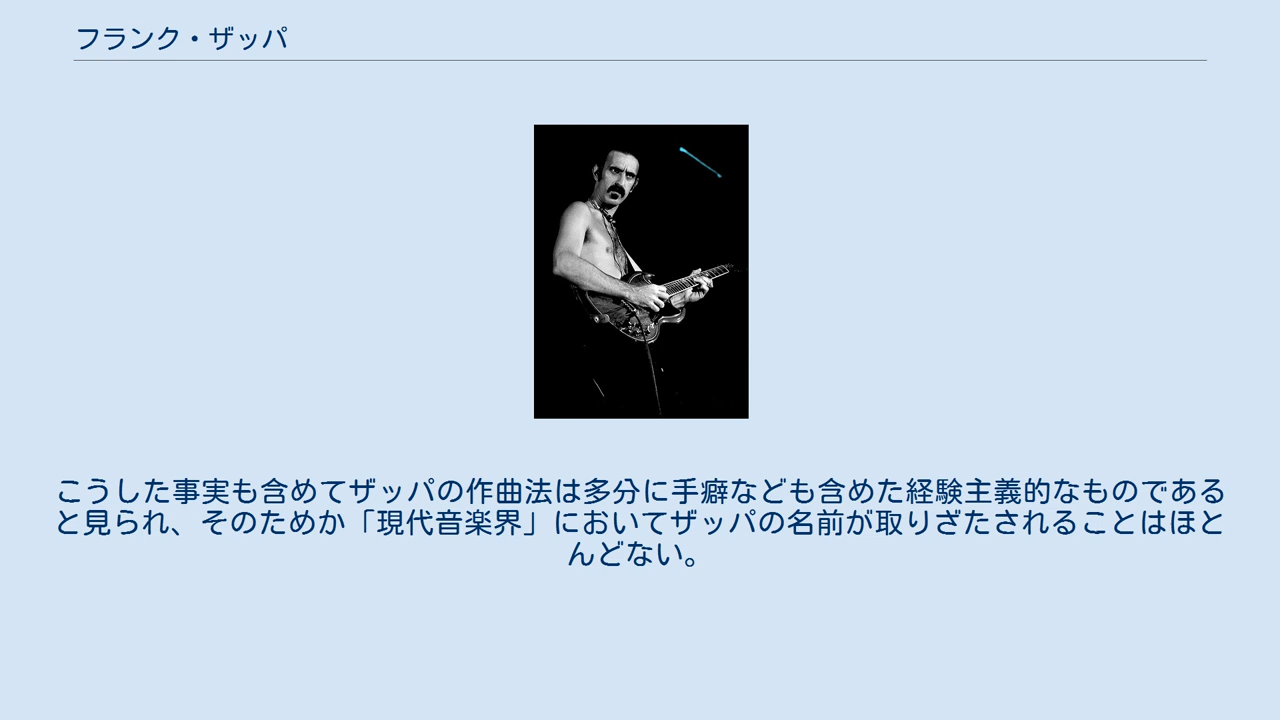 フランク・ザッパ
こうした事実も含めてザッパの作曲法は多分に手癖なども含めた経験主義的なものである
と見られ、そのためか「現代音楽界」においてザッパの名前が取りざたされることはほと
んどない。